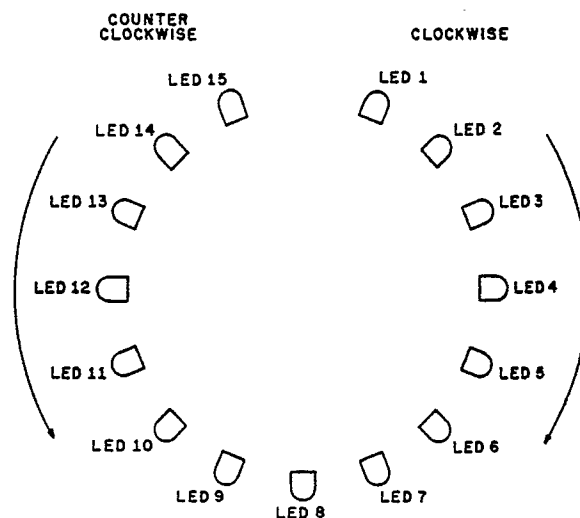 COUNTER
CLOCKWISE
CLOCKWISE
LED 15
LED 1
LED 14
LED 2
LED 13
LED 3
LED 12
LED 4
LED 11
LED 5
LED 10
LED 6
LED 9
LED 7
LED 8